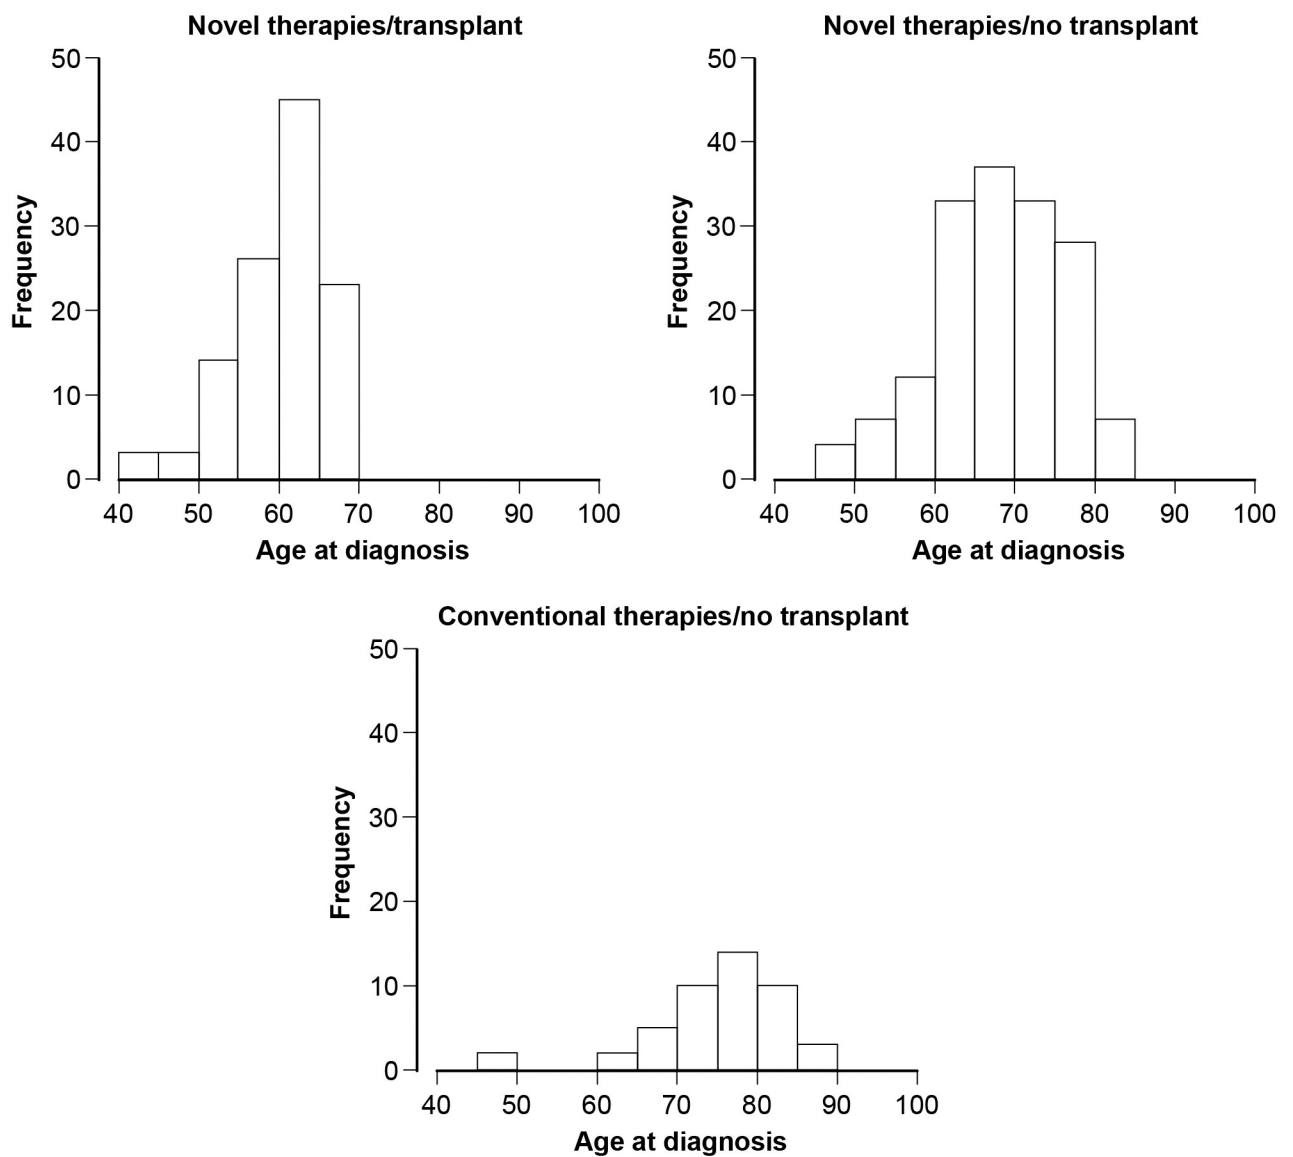 Novel therapies/transplant
50
40
30
20
10
0
Frequency
40 50 60 70 80 90 100
Age at diagnosis
Novel therapies/no transplant
50
40
30
20
10
0
Frequency
40 50 60 70 80 90 100
Age at diagnosis
Conventional therapies/no transplant
50
40
30
20
10
0
Frequency
40 50 60 70 80 90 100
Age at diagnosis